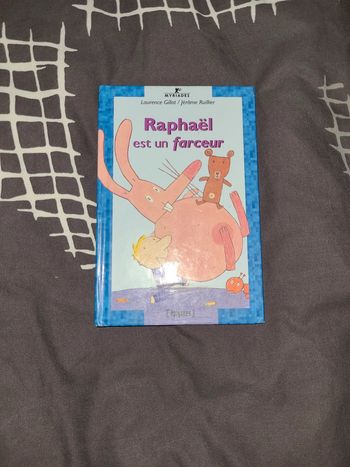 MYRIADES
Laurence Gillot / Jérôme Ruillier
Raphaël
est un farceur